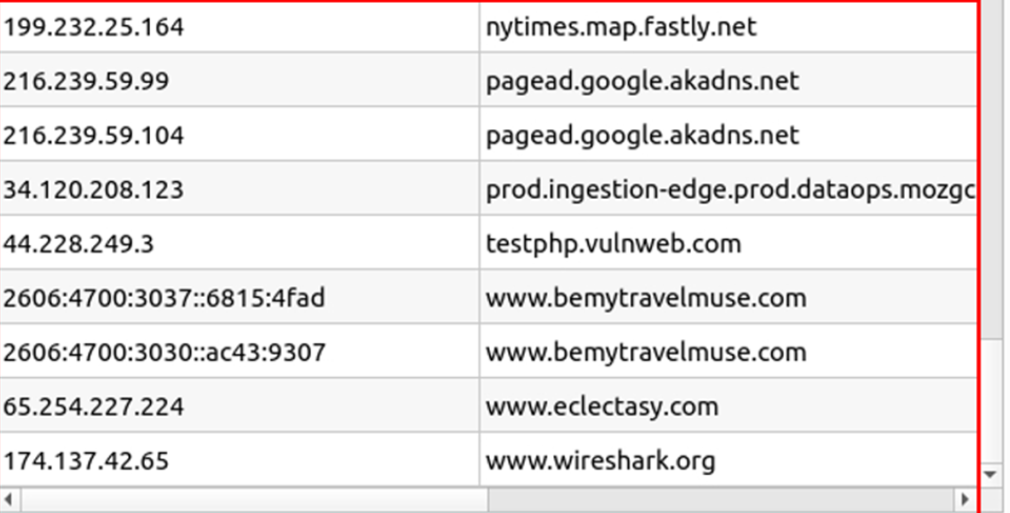 199.232.25.164 nytimes.map.fastly.net
216.239.59.99 pagead.google.akadns.net
216.239.59.104 pagead.google.akadns.net
34.120.208.123 prod.ingestion-edge.prod.dataops.mozgc
44.228.249.3 testphp.vulnweb.com
2606:4700:3037::6815:4fad www.bemytravelmuse.com
2606:4700:3030::ac43:9307 www.bemytravelmuse.com
65.254.227.224 www.eclectasy.com
174.137.42.65 www.wireshark.org